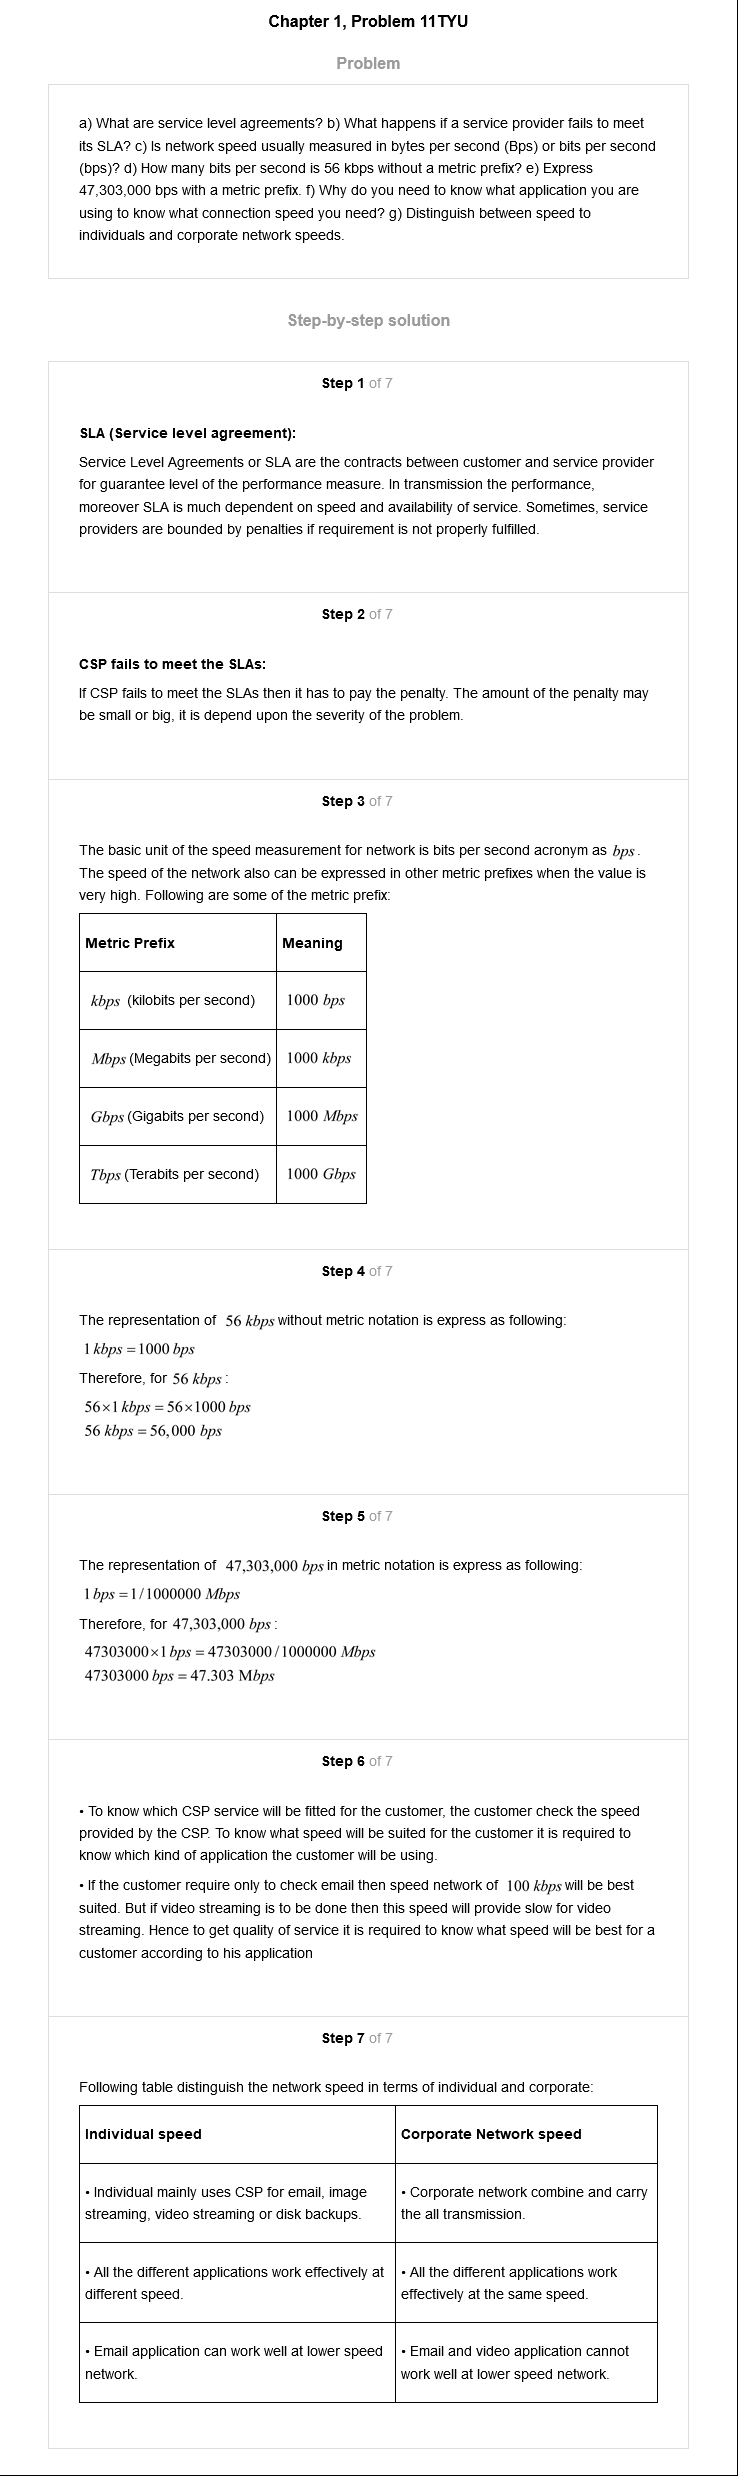 Chapter 1, Problem 11TYU
Problem
a) What are service level agreements? b) What happens if a service provider fails to meet
its SLA? c) Is network speed usually measured in bytes per second (Bps) or bits per second
(bps)? d) How many bits per second is 56 kbps without a metric prefix? e) Express
47,303,000 bps with a metric prefix. f) Why do you need to know what application you are
using to know what connection speed you need? g) Distinguish between speed to
individuals and corporate network speeds.
Step-by-step solution
Step 1 of 7
SLA (Service level agreement):
Service Level Agreements or SLA are the contracts between customer and service provider
for guarantee level of the performance measure. In transmission the performance,
moreover SLA is much dependent on speed and availability of service. Sometimes, service
providers are bounded by penalties if requirement is not properly fulfilled.
Step 2 of 7
CSP fails to meet the SLAs:
If CSP fails to meet the SLAs then it has to pay the penalty. The amount of the penalty may
be small or big, it is depend upon the severity of the problem.
Step 3 of 7
The basic unit of the speed measurement for network is bits per second acronym as bps.
The speed of the network also can be expressed in other metric prefixes when the value is
very high. Following are some of the metric prefix:
Metric Prefix Meaning
kbps (kilobits per second) 1000 bps
Mbps (Megabits per second) 1000 kbps
Gbps (Gigabits per second) 1000 Mbps
Tbps (Terabits per second) 1000 Gbps
Step 4 of 7
The representation of 56 kbps without metric notation is express as following:
1 kbps = 1000 bps
Therefore, for 56 kbps :
56×1 kbps = 56×1000 bps
56 kbps = 56,000 bps
Step 5 of 7
The representation of 47,303,000 bps in metric notation is express as following:
1 bps = 1/1000000 Mbps
Therefore, for 47,303,000 bps :
47303000×1 bps = 47303000/1000000 Mbps
47303000 bps = 47.303 Mbps
Step 6 of 7
• To know which CSP service will be fitted for the customer, the customer check the speed
provided by the CSP. To know what speed will be suited for the customer it is required to
know which kind of application the customer will be using.
• If the customer require only to check email then speed network of 100 kbps will be best
suited. But if video streaming is to be done then this speed will provide slow for video
streaming. Hence to get quality of service it is required to know what speed will be best for a
customer according to his application
Step 7 of 7
Following table distinguish the network speed in terms of individual and corporate:
Individual speed Corporate Network speed
• Individual mainly uses CSP for email, image
streaming, video streaming or disk backups.
• Corporate network combine and carry
the all transmission.
• All the different applications work effectively at
different speed.
• All the different applications work
effectively at the same speed.
• Email application can work well at lower speed
network.
• Email and video application cannot
work well at lower speed network.